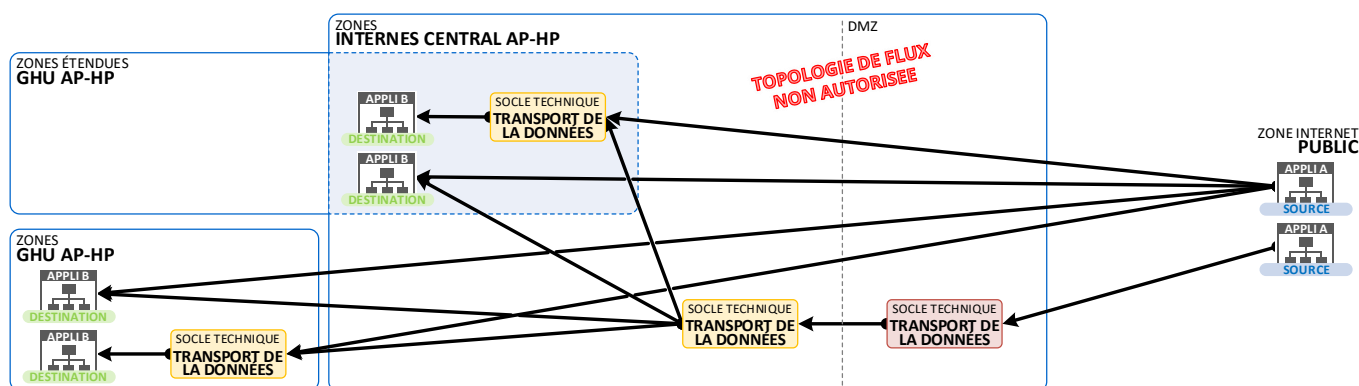 ZONES
INTERNES CENTRAL AP-HP
DMZ
ZONES ÉTENDUES
GHU AP-HP
TOPOLOGIE DE FLUX
NON AUTORISEE
APPLI B
DESTINATION
SOCLE TECHNIQUE
TRANSPORT DE
LA DONNÉES
APPLI B
DESTINATION
ZONE INTERNET
PUBLIC
APPLI A
SOURCE
APPLI A
SOURCE
ZONES
GHU AP-HP
APPLI B
DESTINATION
APPLI B
DESTINATION
SOCLE TECHNIQUE
TRANSPORT DE
LA DONNÉES
SOCLE TECHNIQUE
TRANSPORT DE
LA DONNÉES
SOCLE TECHNIQUE
TRANSPORT DE
LA DONNÉES